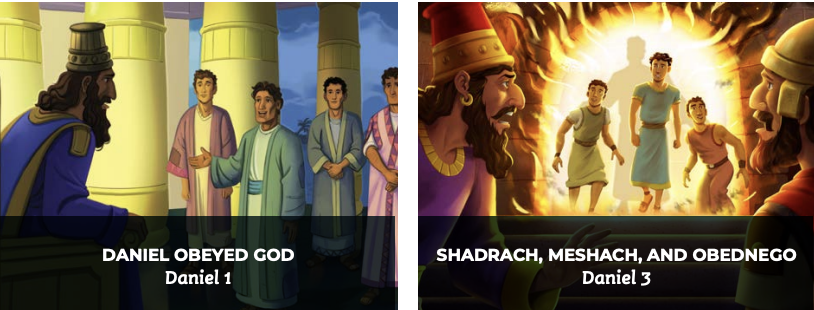 DANIEL OBEYED GOD
Daniel 1
SHADRACH, MESHACH, AND OBEDNEGO
Daniel 3